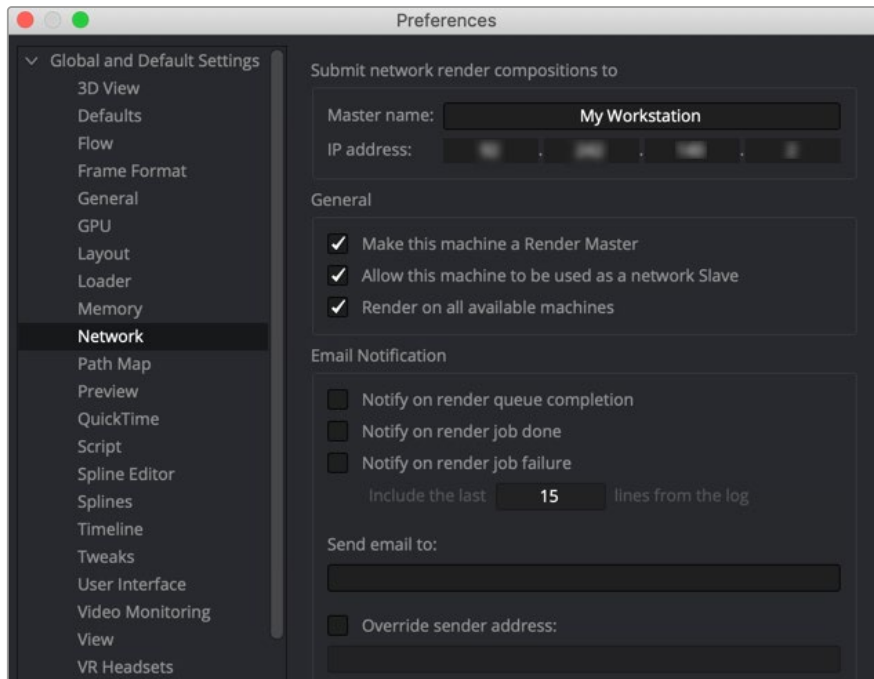 Preferences
Global and Default Settings
3D View
Defaults
Flow
Frame Format
General
GPU
Layout
Loader
Memory
Network
Path Map
Preview
QuickTime
Script
Spline Editor
Splines
Timeline
Tweaks
User Interface
Video Monitoring
View
VR Headsets
Submit network render compositions to
Master name: My Workstation
IP address: . . .
General
Make this machine a Render Master
Allow this machine to be used as a network Slave
Render on all available machines
Email Notification
Notify on render queue completion
Notify on render job done
Notify on render job failure
Include the last 15 lines from the log
Send email to:
Override sender address: